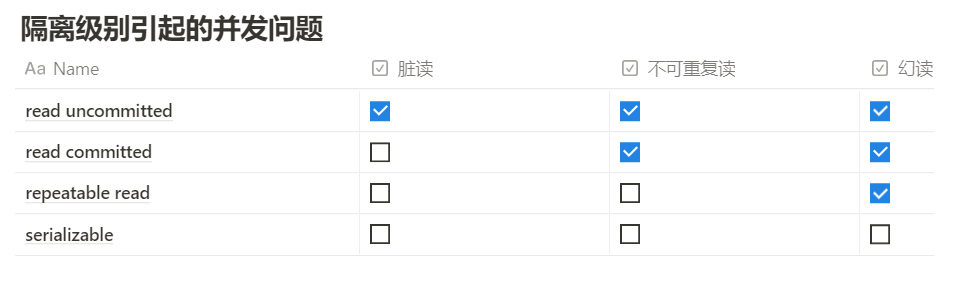 隔离级别引起的并发问题
Aa Name 脏读 不可重复读 幻读
read uncommitted
read committed
repeatable read
serializable